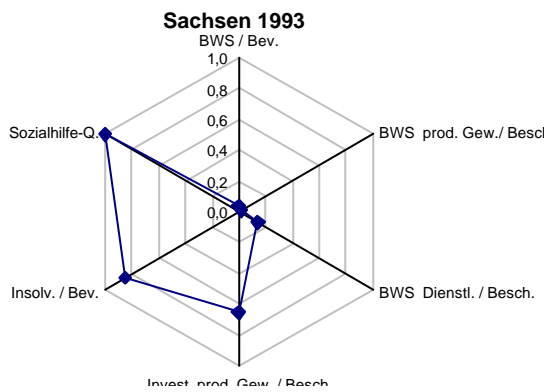 Sachsen 1993
BWS / Bev.
1,0
0,8
0,6
0,4
0,2
0,0
Sozialhilfe-Q.
BWS prod. Gew./ Besch
Insolv. / Bev.
BWS Dienstl. / Besch.
Invest. prod. Gew. / Besch